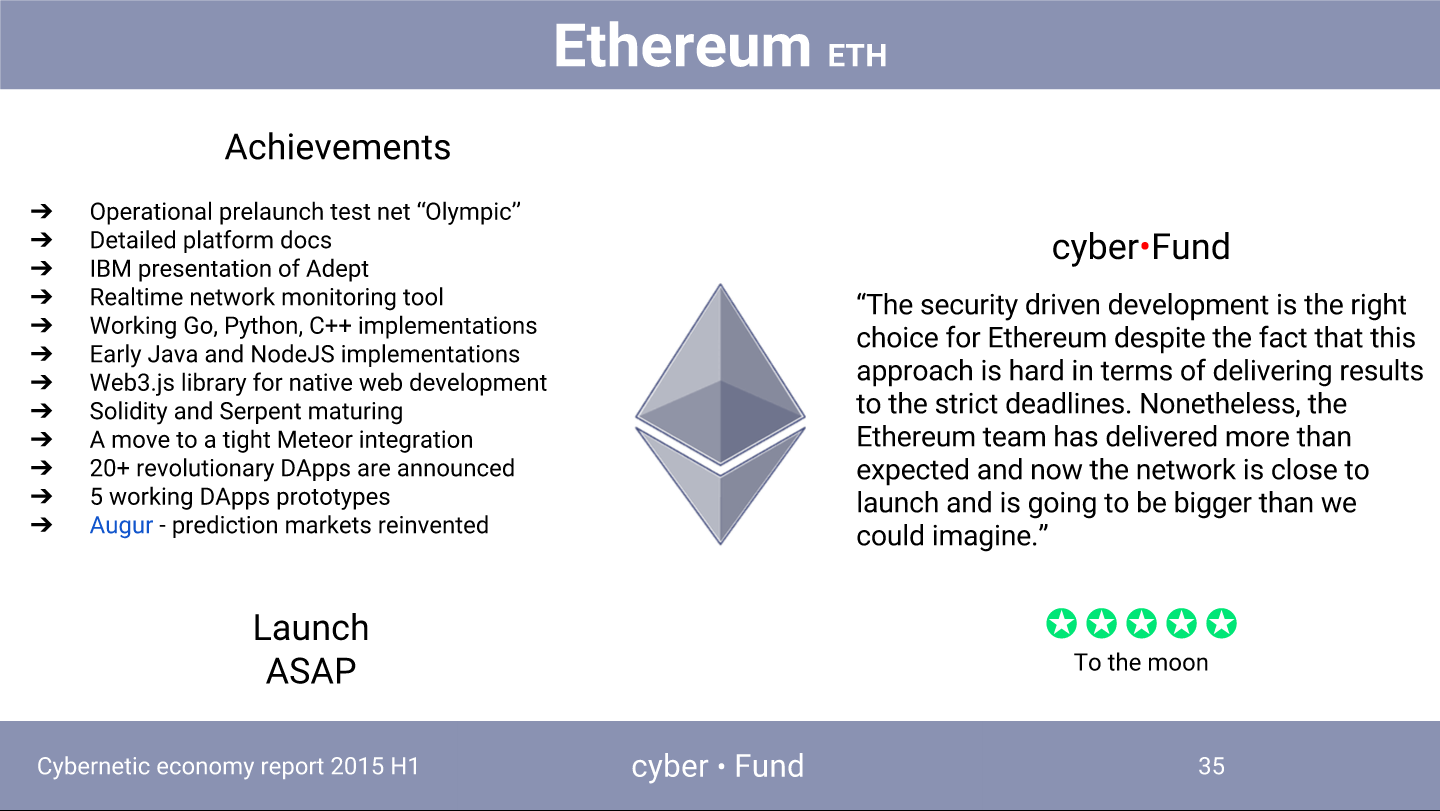 Ethereum ETH
Achievements
➔ Operational prelaunch test net “Olympic”
➔ Detailed platform docs
➔ IBM presentation of Adept
➔ Realtime network monitoring tool
➔ Working Go, Python, C++ implementations
➔ Early Java and NodeJS implementations
➔ Web3.js library for native web development
➔ Solidity and Serpent maturing
➔ A move to a tight Meteor integration
➔ 20+ revolutionary DApps are announced
➔ 5 working DApps prototypes
➔ Augur - prediction markets reinvented
Launch
ASAP
cyber•Fund
“The security driven development is the right
choice for Ethereum despite the fact that this
approach is hard in terms of delivering results
to the strict deadlines. Nonetheless, the
Ethereum team has delivered more than
expected and now the network is close to
launch and is going to be bigger than we
could imagine.”
✪ ✪ ✪ ✪ ✪
To the moon
Cybernetic economy report 2015 H1
cyber • Fund
35